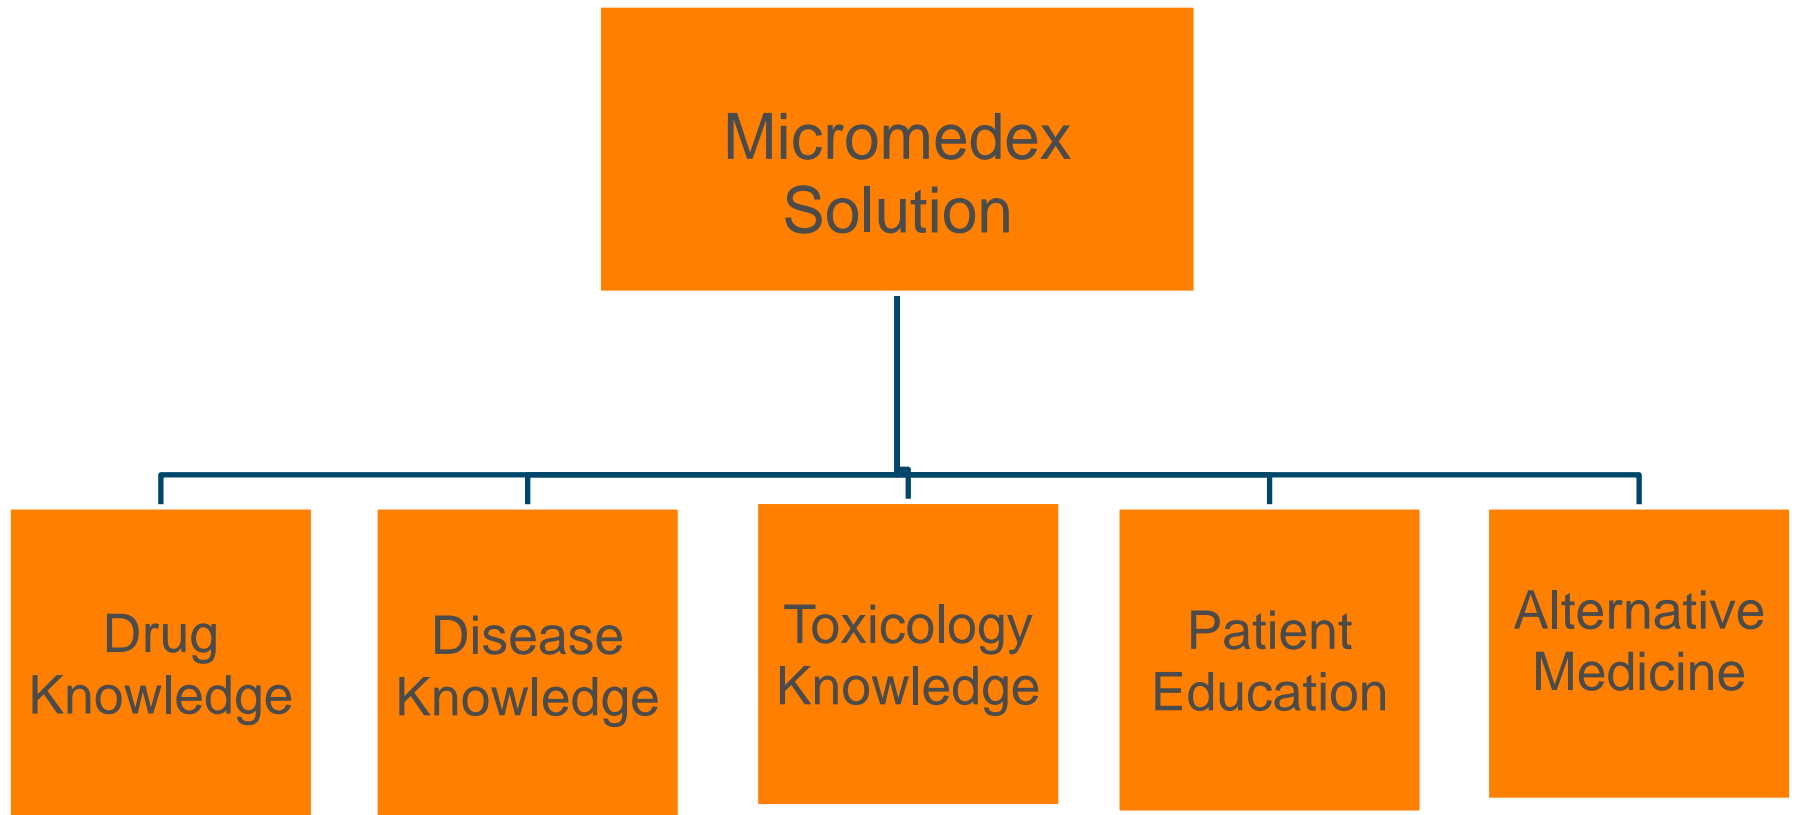 Micromedex
Solution
Drug
Knowledge
Disease
Knowledge
Toxicology
Knowledge
Patient
Education
Alternative
Medicine